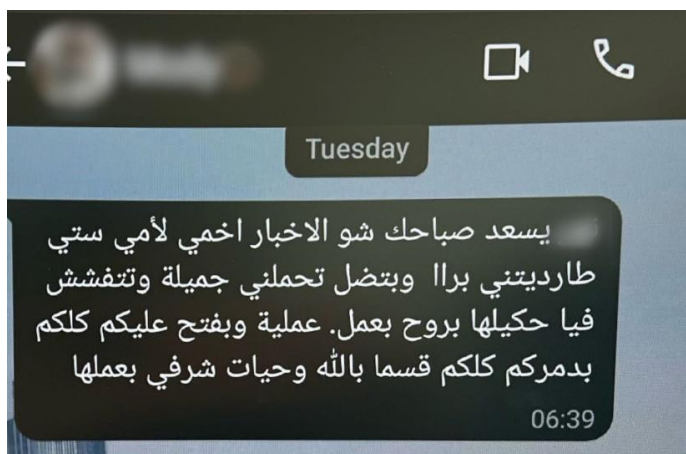 Tuesday
يسعد صباحك شو الاخبار اخمي لأمي ستي
طارديتني براا وبتضل تحملني جميلة وتتفشش
فيا حكيلها بروح بعمل. عملية وبفتح عليكم كلكم
بدمركم كلكم قسما بالله وحيات شرفي بعملها
06:39